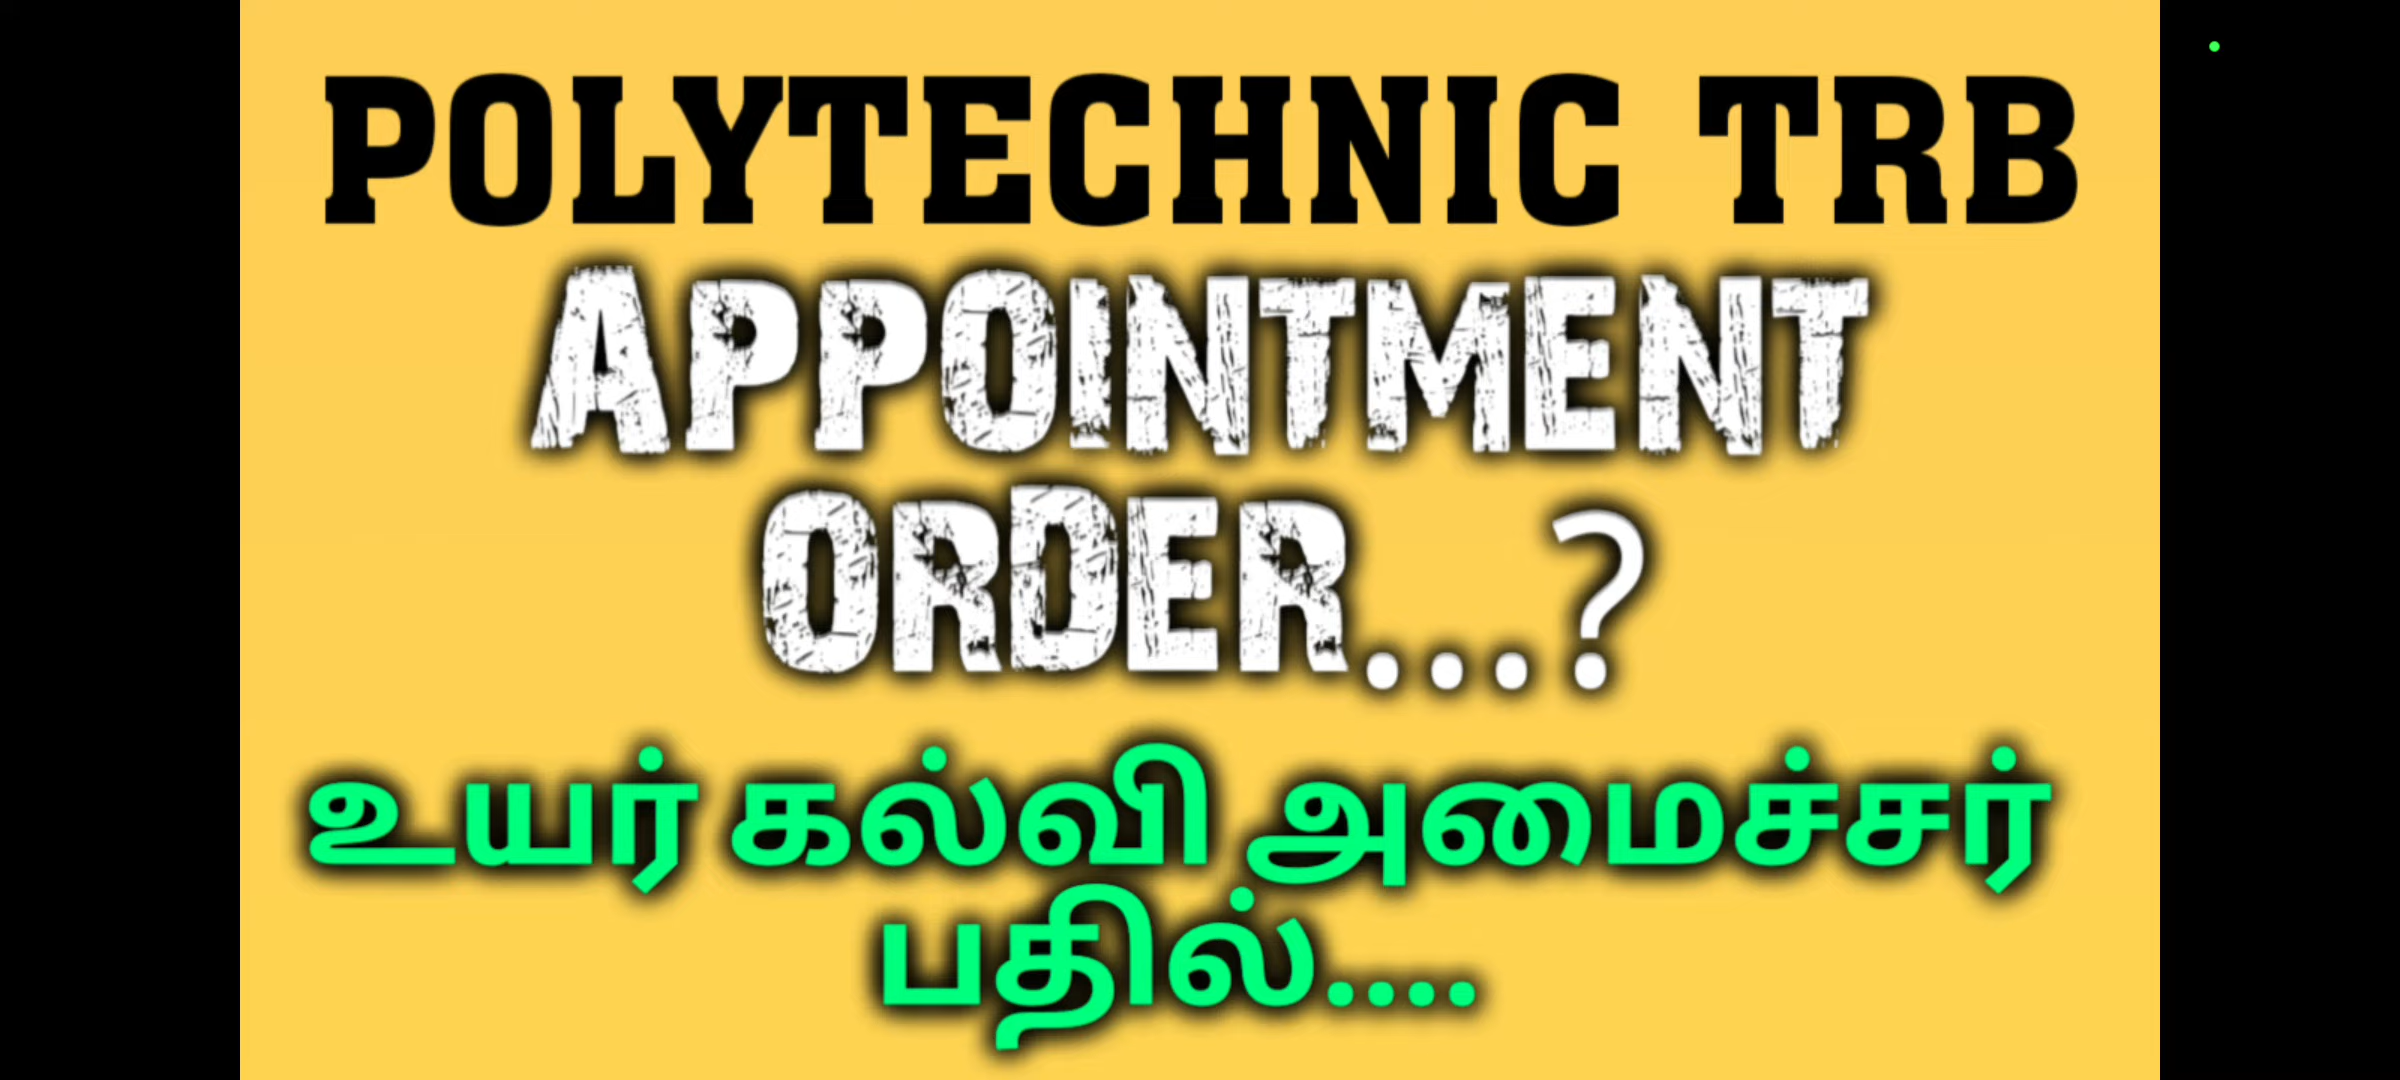 POLYTECHNIC TRB
APPOINTMENT
ORDER...?
உயர் கல்வி அமைச்சர்
பதில்....